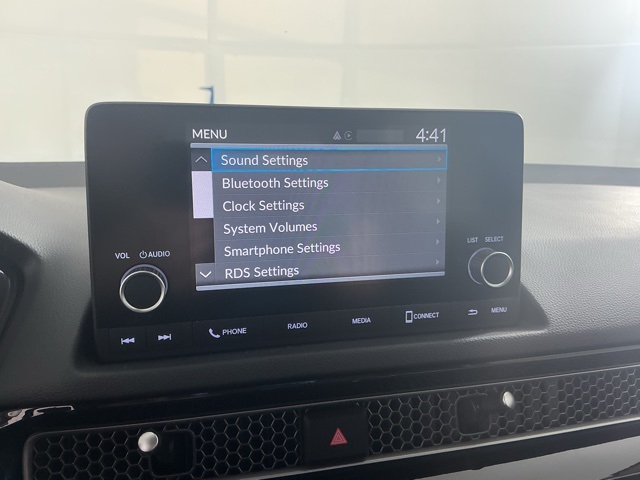 MENU 4:41
Sound Settings
Bluetooth Settings
Clock Settings
System Volumes
Smartphone Settings
RDS Settings
VOL AUDIO
LIST SELECT
PHONE RADIO MEDIA CONNECT MENU